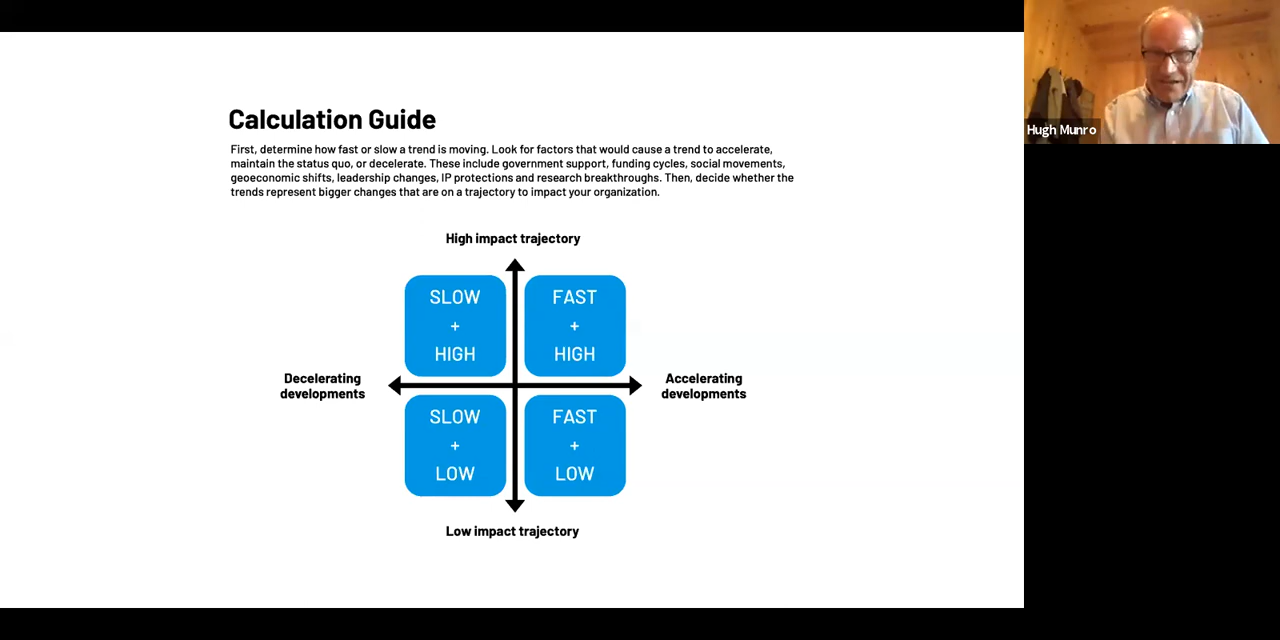 Calculation Guide
First, determine how fast or slow a trend is moving. Look for factors that would cause a trend to accelerate,
maintain the status quo, or decelerate. These include government support, funding cycles, social movements,
geoeconomic shifts, leadership changes, IP protections and research breakthroughs. Then, decide whether the
trends represent bigger changes that are on a trajectory to impact your organization.
High impact trajectory
SLOW
+
HIGH
FAST
+
HIGH
Decelerating
developments
Accelerating
developments
SLOW
+
LOW
FAST
+
LOW
Low impact trajectory
Hugh Munro